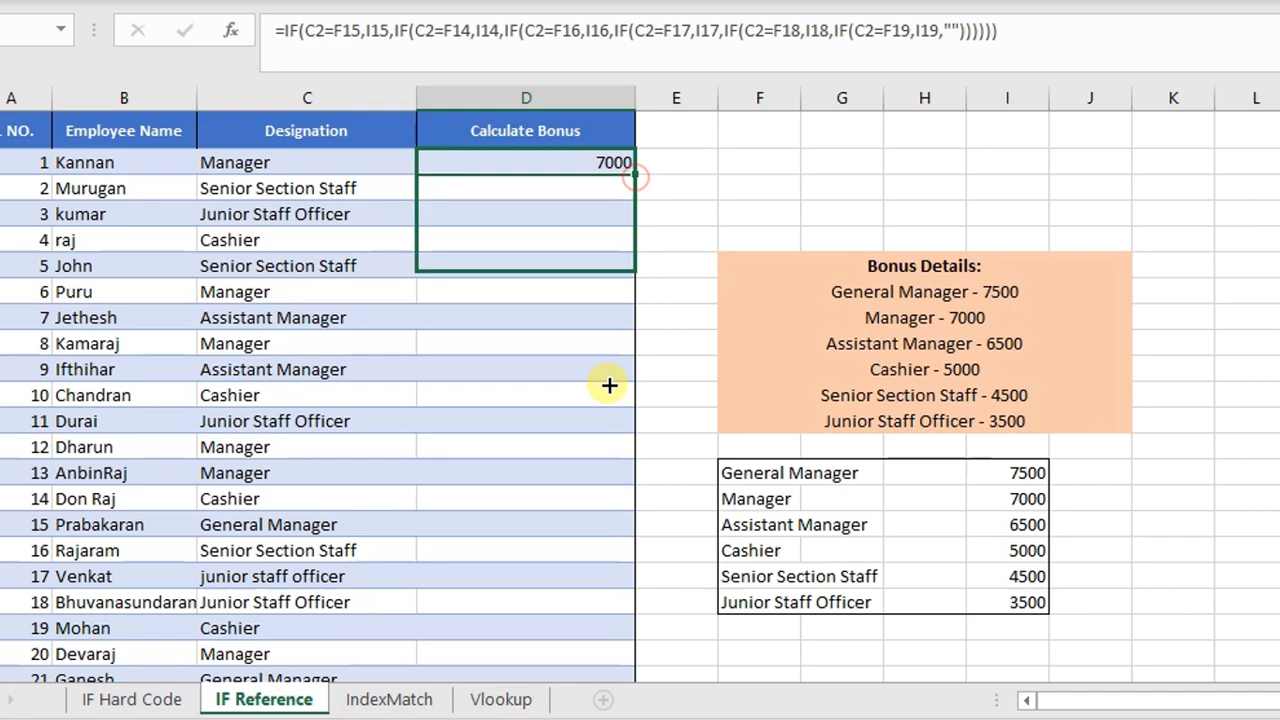 =IF(C2=F15,I15,IF(C2=F14,I14,IF(C2=F16,I16,IF(C2=F17,I17,IF(C2=F18,I18,IF(C2=F19,I19,""))))))
A B C D E F G H I J K L
NO. Employee Name Designation Calculate Bonus
1 Kannan Manager 7000
2 Murugan Senior Section Staff
3 kumar Junior Staff Officer
4 raj Cashier
5 John Senior Section Staff
6 Puru Manager
7 Jethesh Assistant Manager
8 Kamaraj Manager
9 Ifthihar Assistant Manager
10 Chandran Cashier
11 Durai Junior Staff Officer
12 Dharun Manager
13 AnbinRaj Manager
14 Don Raj Cashier
15 Prabakaran General Manager
16 Rajaram Senior Section Staff
17 Venkat junior staff officer
18 Bhuvanasundaran Junior Staff Officer
19 Mohan Cashier
20 Devaraj Manager
21 Ganesh General Manager
Bonus Details:
General Manager - 7500
Manager - 7000
Assistant Manager - 6500
Cashier - 5000
Senior Section Staff - 4500
Junior Staff Officer - 3500
General Manager 7500
Manager 7000
Assistant Manager 6500
Cashier 5000
Senior Section Staff 4500
Junior Staff Officer 3500
IF Hard Code IF Reference IndexMatch Vlookup